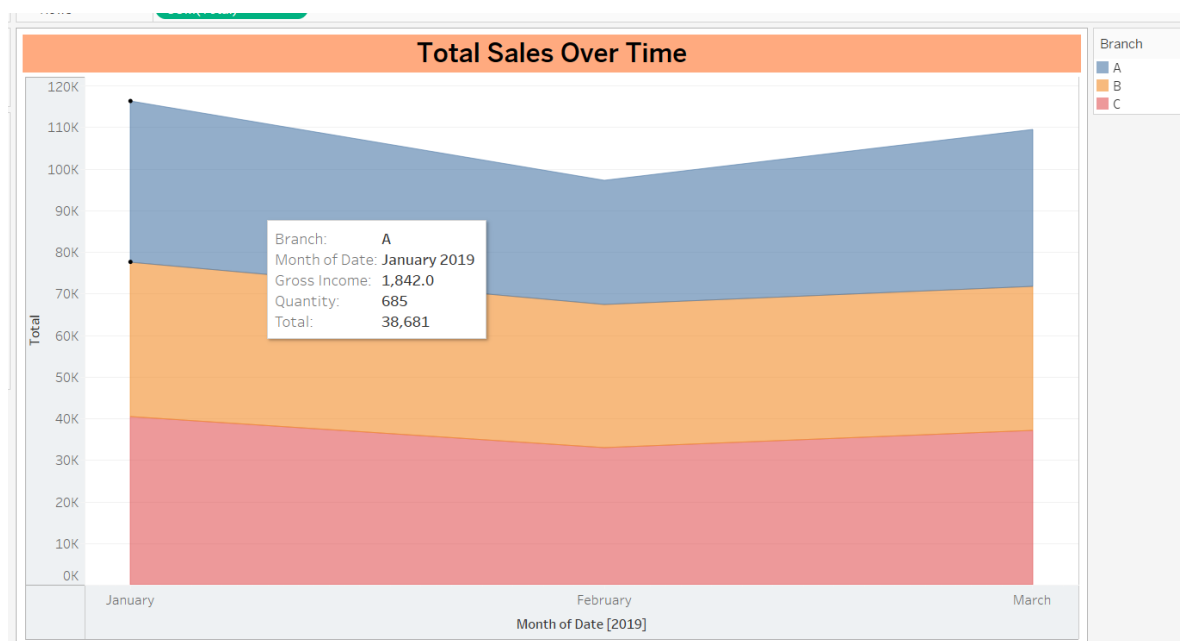 Total Sales Over Time
Branch
A
B
C
120K
110K
100K
90K
80K
70K
60K
50K
40K
30K
20K
10K
0K
Total
Branch: A
Month of Date: January 2019
Gross Income: 1,842.0
Quantity: 685
Total: 38,681
January
February
March
Month of Date [2019]